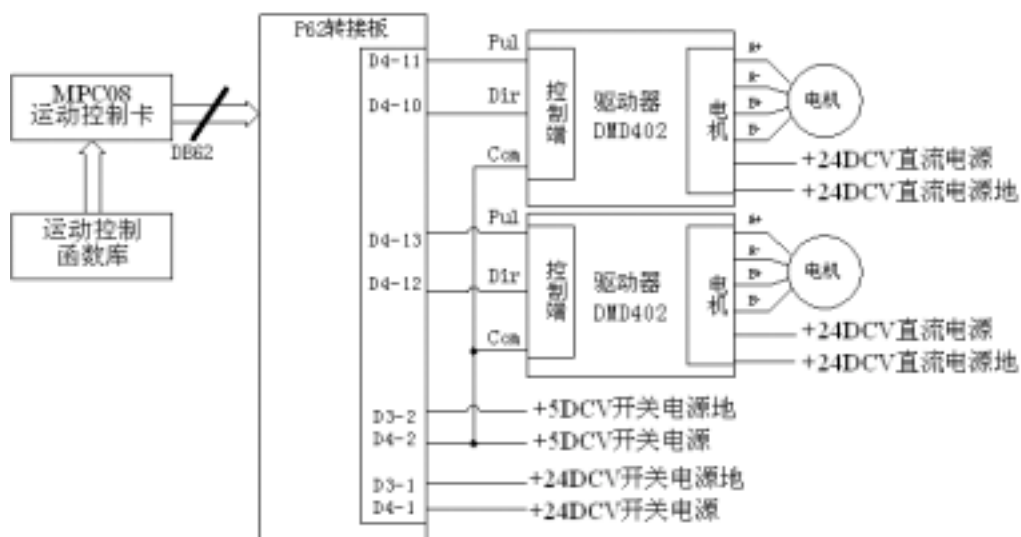 P62转接板
MPC08
运动控制卡
DB62
运动控制
函数库
D4-11
D4-10
D4-13
D4-12
D3-2
D4-2
D3-1
D4-1
Pul
Dir
Com
控制端
驱动器
DMD402
电机
A+
A-
B+
B-
电机
+24DCV直流电源
+24DCV直流电源地
Pul
Dir
Com
控制端
驱动器
DMD402
电机
A+
A-
B+
B-
电机
+24DCV直流电源
+24DCV直流电源地
+5DCV开关电源地
+5DCV开关电源
+24DCV开关电源地
+24DCV开关电源